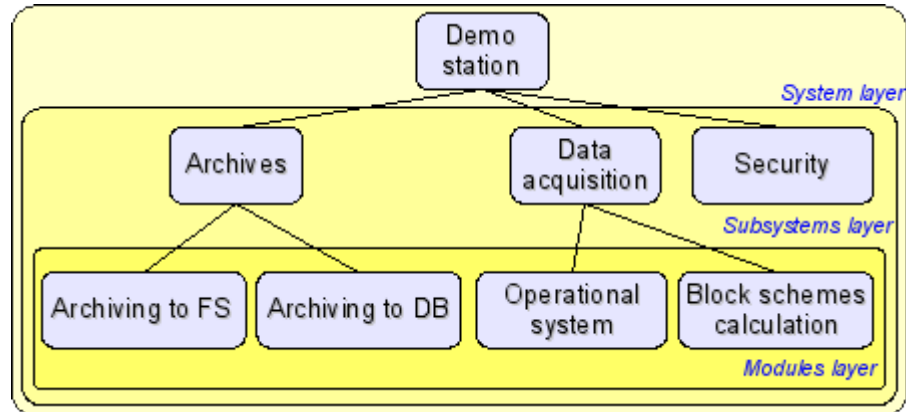 Demo
station
System layer
Archives
Data
acquisition
Security
Subsystems layer
Archiving to FS
Archiving to DB
Operational
system
Block schemes
calculation
Modules layer